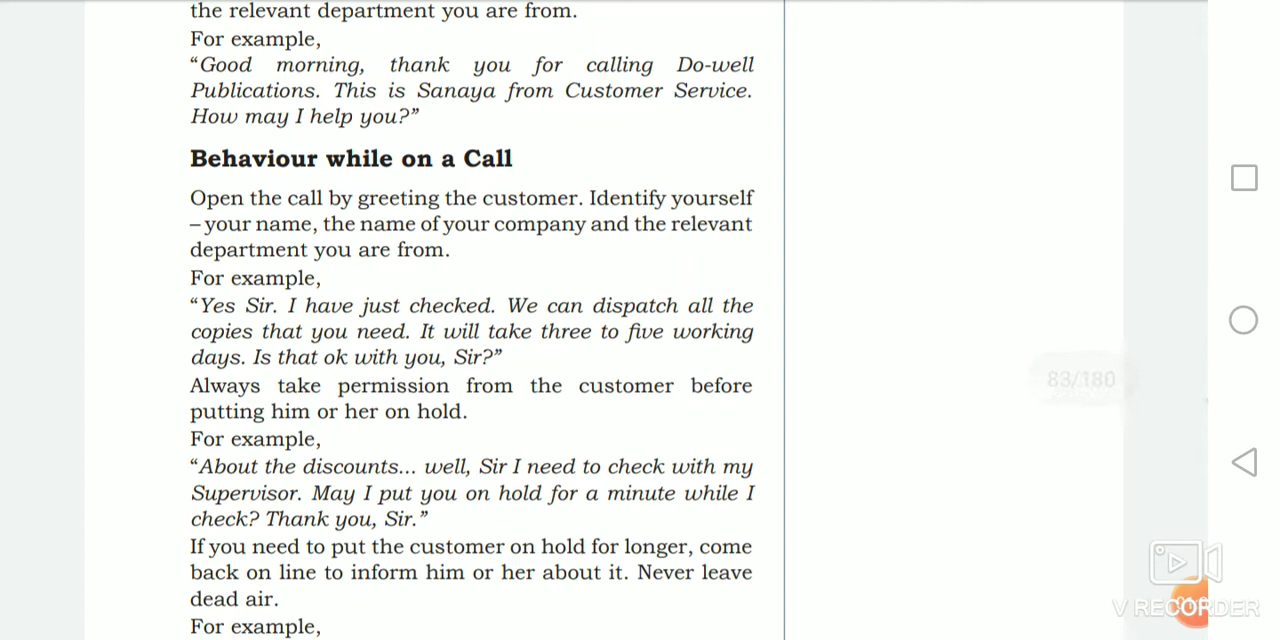 the relevant department you are from.
For example,
“Good morning, thank you for calling Do-well
Publications. This is Sanaya from Customer Service.
How may I help you?”
Behaviour while on a Call
Open the call by greeting the customer. Identify yourself
– your name, the name of your company and the relevant
department you are from.
For example,
“Yes Sir. I have just checked. We can dispatch all the
copies that you need. It will take three to five working
days. Is that ok with you, Sir?”
Always take permission from the customer before
putting him or her on hold.
For example,
“About the discounts... well, Sir I need to check with my
Supervisor. May I put you on hold for a minute while I
check? Thank you, Sir.”
If you need to put the customer on hold for longer, come
back on line to inform him or her about it. Never leave
dead air.
For example,
83/180
V RECORDER